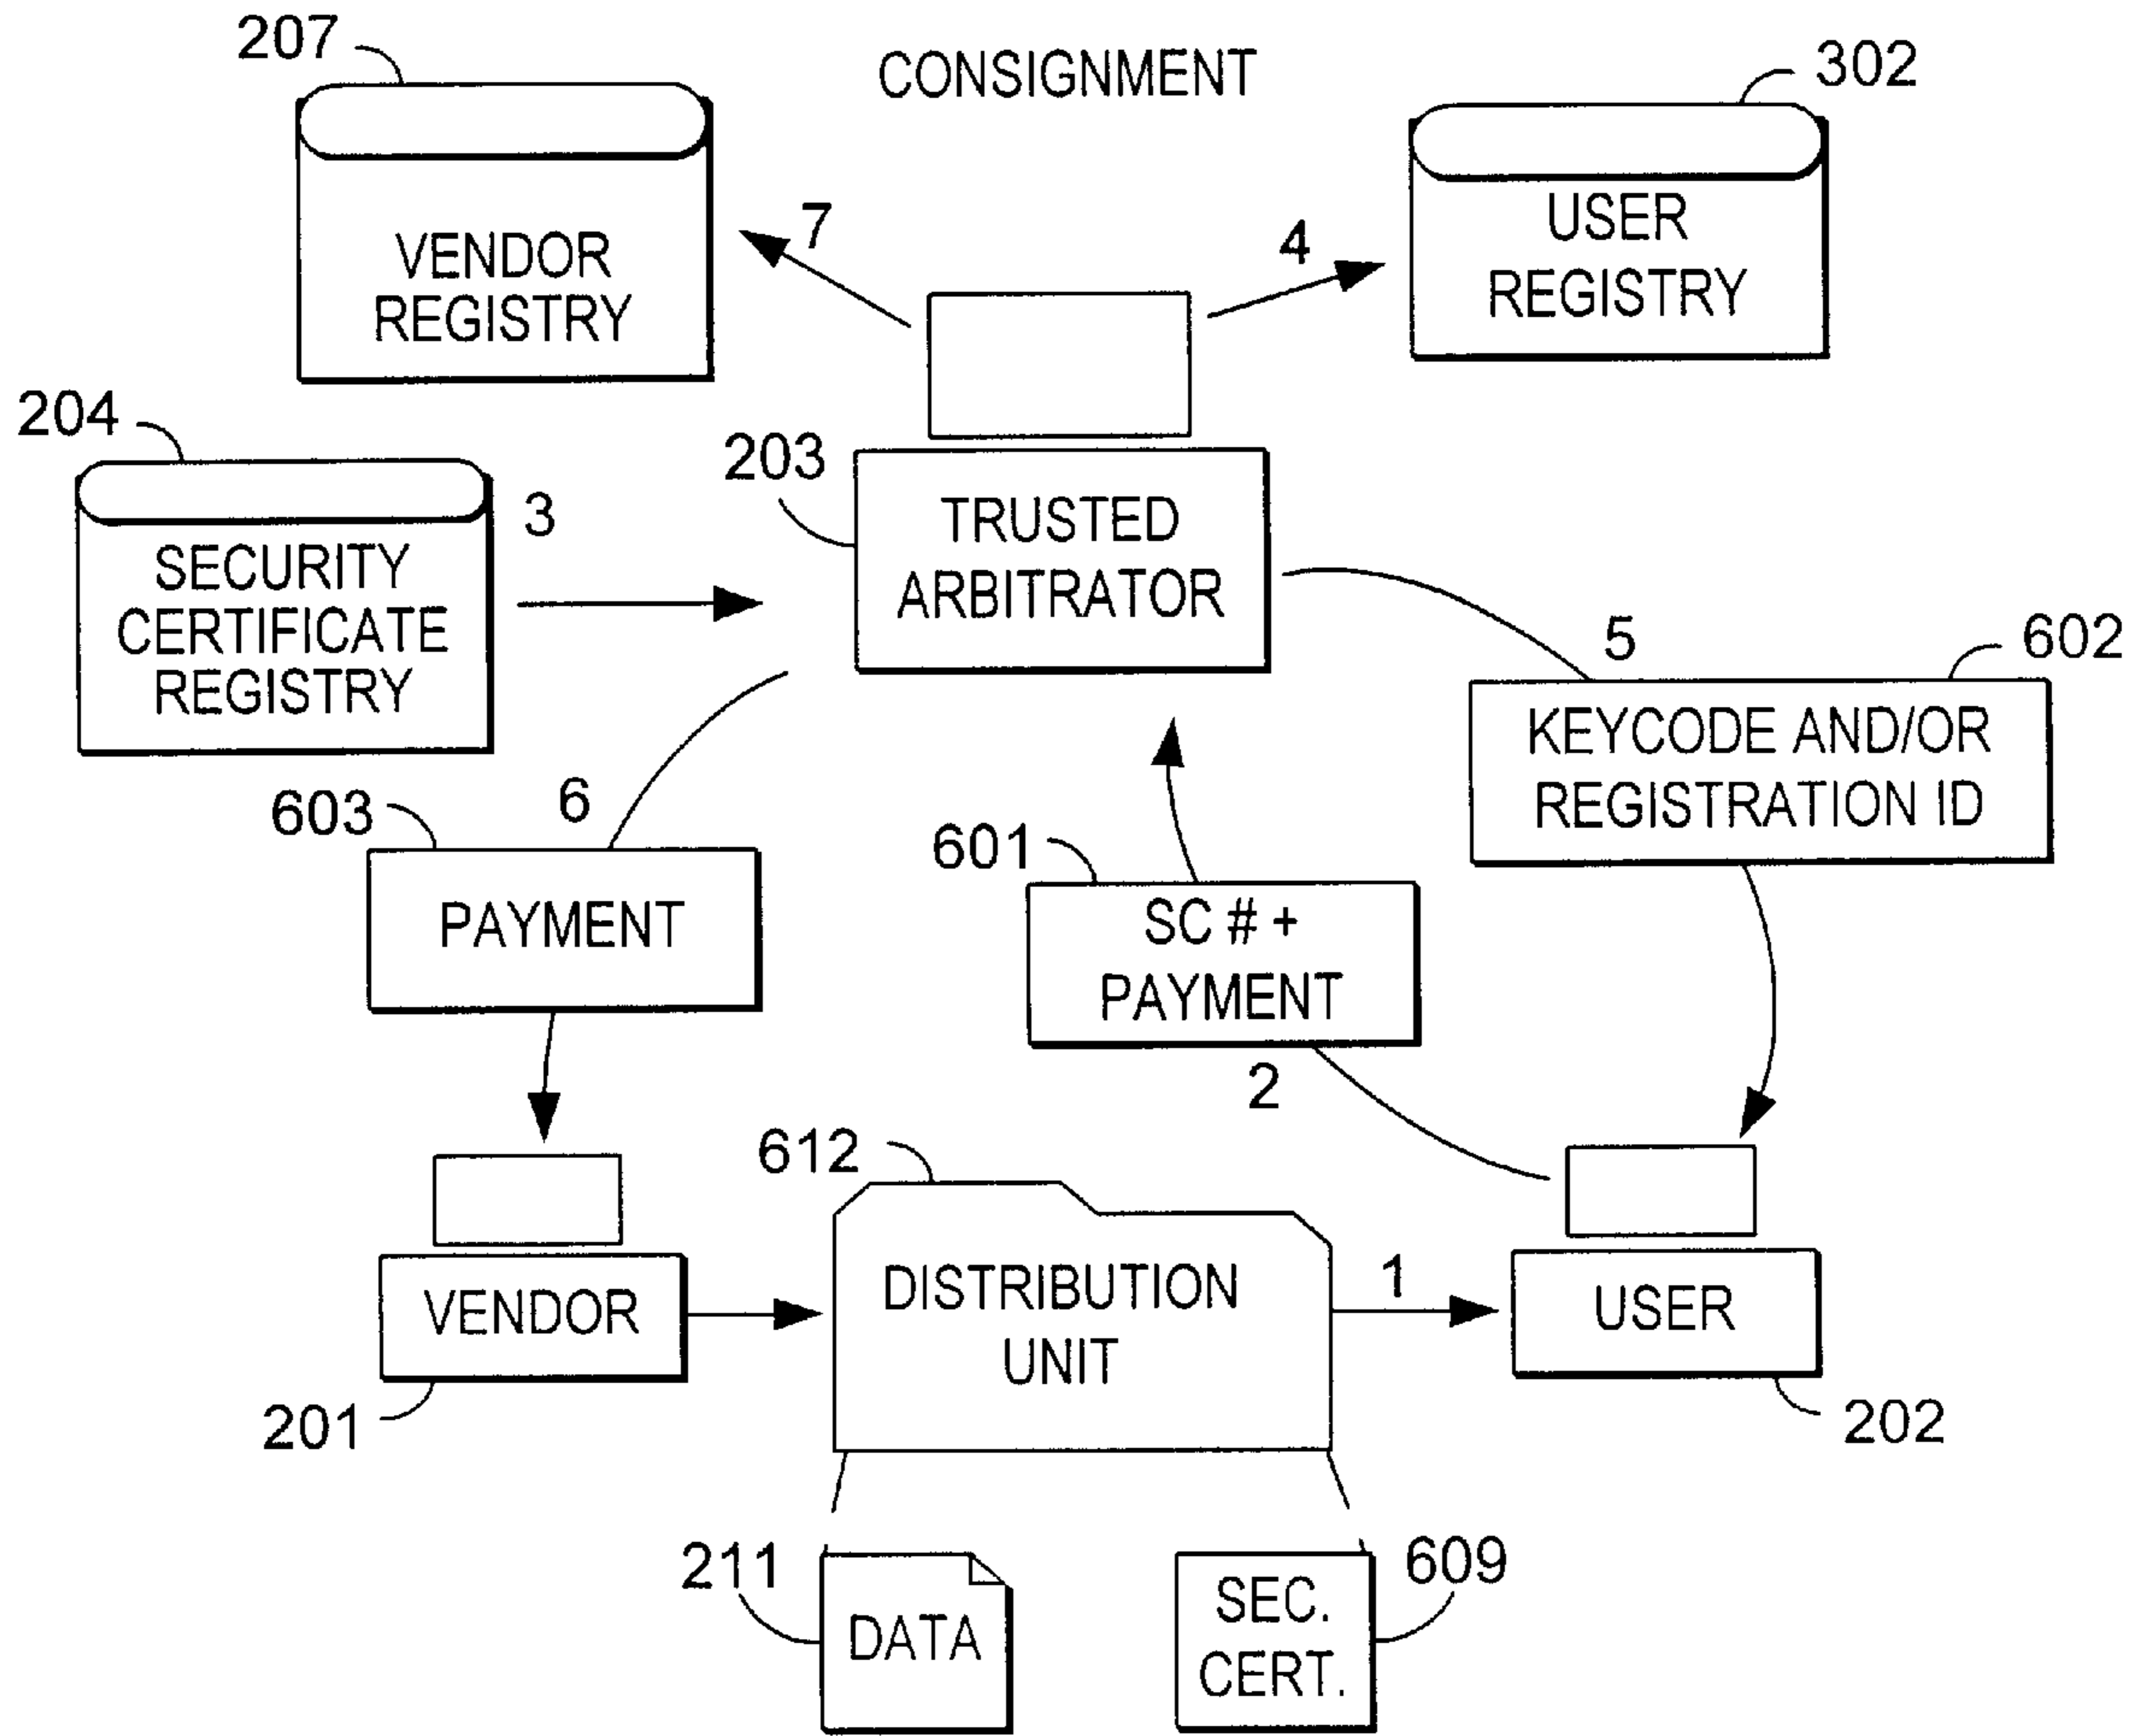 207
CONSIGNMENT
302
VENDOR
REGISTRY
7
4
USER
REGISTRY
204
203
3
SECURITY
CERTIFICATE
REGISTRY
TRUSTED
ARBITRATOR
5
602
KEYCODE AND/OR
REGISTRATION ID
6
603
PAYMENT
601
SC # +
PAYMENT
2
612
VENDOR
DISTRIBUTION
UNIT
1
USER
201
202
211
DATA
SEC.
CERT.
609